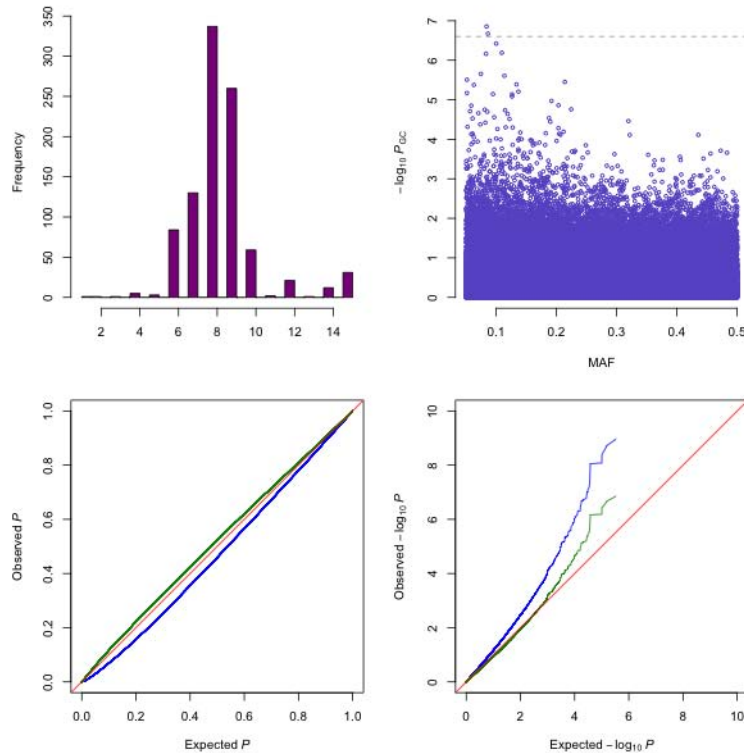 350
300
250
200
150
100
50
0
Frequency
2 4 6 8 10 12 14
7
6
5
4
3
2
1
0
− log₁₀ P_GC
0.1 0.2 0.3 0.4 0.5
MAF
1.0
0.8
0.6
0.4
0.2
0.0
Observed P
0.0 0.2 0.4 0.6 0.8 1.0
Expected P
10
8
6
4
2
0
Observed − log₁₀ P
0 2 4 6 8 10
Expected − log₁₀ P